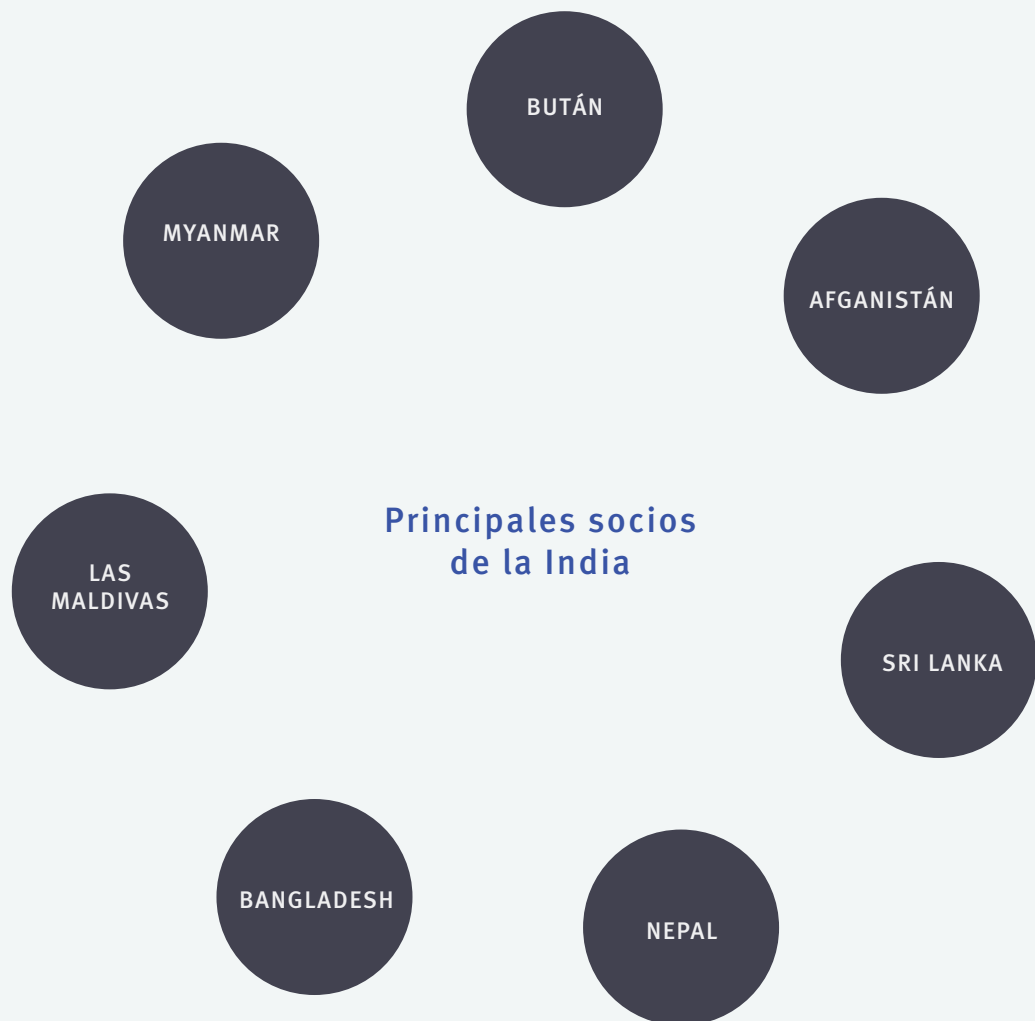 BUTÁN
MYANMAR
AFGANISTÁN
Principales socios
de la India
LAS
MALDIVAS
SRI LANKA
BANGLADESH
NEPAL